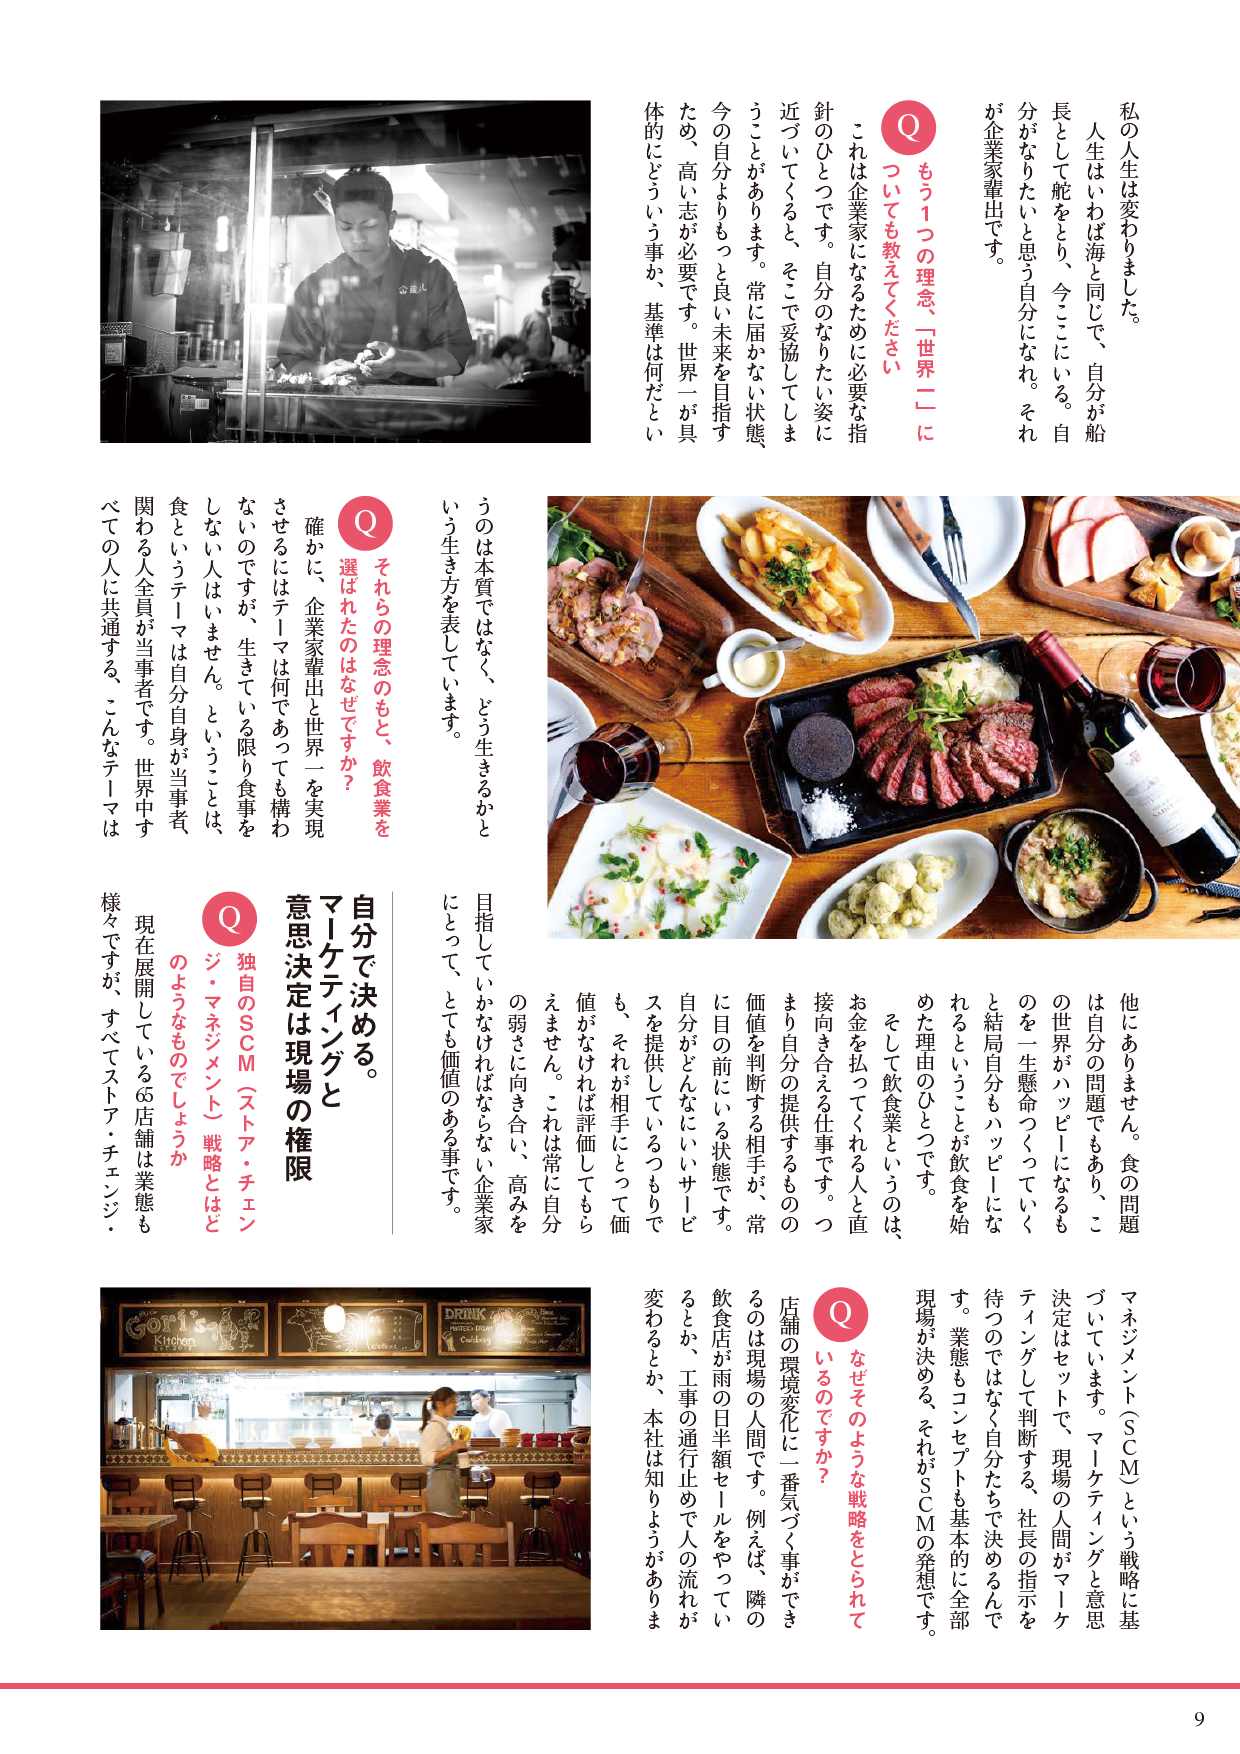 私の人生は変わりました。
人生はいわば海と同じで、自分が船
長として舵をとり、今ここにいる。自
分がなりたいと思う自分になれ。それ
が企業家輩出です。
Q
もう1つの理念、「世界一」に
ついても教えてください
これは企業家になるために必要な指
針のひとつです。自分のなりたい姿に
近づいてくると、そこで妥協してしま
うことがあります。常に届かない状態、
今の自分よりもっと良い未来を目指す
ため、高い志が必要です。世界一が具
体的にどういう事か、基準は何だとい
うのは本質ではなく、どう生きるかと
いう生き方を表しています。
Q
それらの理念のもと、飲食業を
選ばれたのはなぜですか?
確かに、企業家輩出と世界一を実現
させるにはテーマは何であっても構わ
ないのですが、生きている限り食事を
しない人はいません。ということは、
食というテーマは自分自身が当事者、
関わる人全員が当事者です。世界中す
べての人に共通する、こんなテーマは
他にありません。食の問題
は自分の問題でもあり、こ
の世界がハッピーになるも
のを一生懸命つくっていく
と結局自分もハッピーにな
れるということが飲食を始
めた理由のひとつです。
そして飲食業というのは、
お金を払ってくれる人と直
接向き合える仕事です。つ
まり自分の提供するものの
価値を判断する相手が、常
に目の前にいる状態です。
自分がどんなにいいサービ
スを提供しているつもりで
も、それが相手にとって価
値がなければ評価してもら
えません。これは常に自分
の弱さに向き合い、高みを
目指していかなければならない企業家
にとって、とても価値のある事です。
自分で決める。
マーケティングと
意思決定は現場の権限
Q
独自のSCM(ストア・チェン
ジ・マネジメント)戦略とはど
のようなものでしょうか
現在展開している65店舗は業態も
様々ですが、すべてストア・チェンジ・
マネジメント(SCM)という戦略に基
づいています。マーケティングと意思
決定はセットで、現場の人間がマーケ
ティングして判断する、社長の指示を
待つのではなく自分たちで決めるんで
す。業態もコンセプトも基本的に全部
現場が決める、それがSCMの発想です。
Q
なぜそのような戦略をとられて
いるのですか?
店舗の環境変化に一番気づく事ができ
るのは現場の人間です。例えば、隣の
飲食店が雨の日半額セールをやってい
るとか、工事の通行止めで人の流れが
変わるとか、本社は知りようがありま
Gori's
Kitchen
DRINK
9